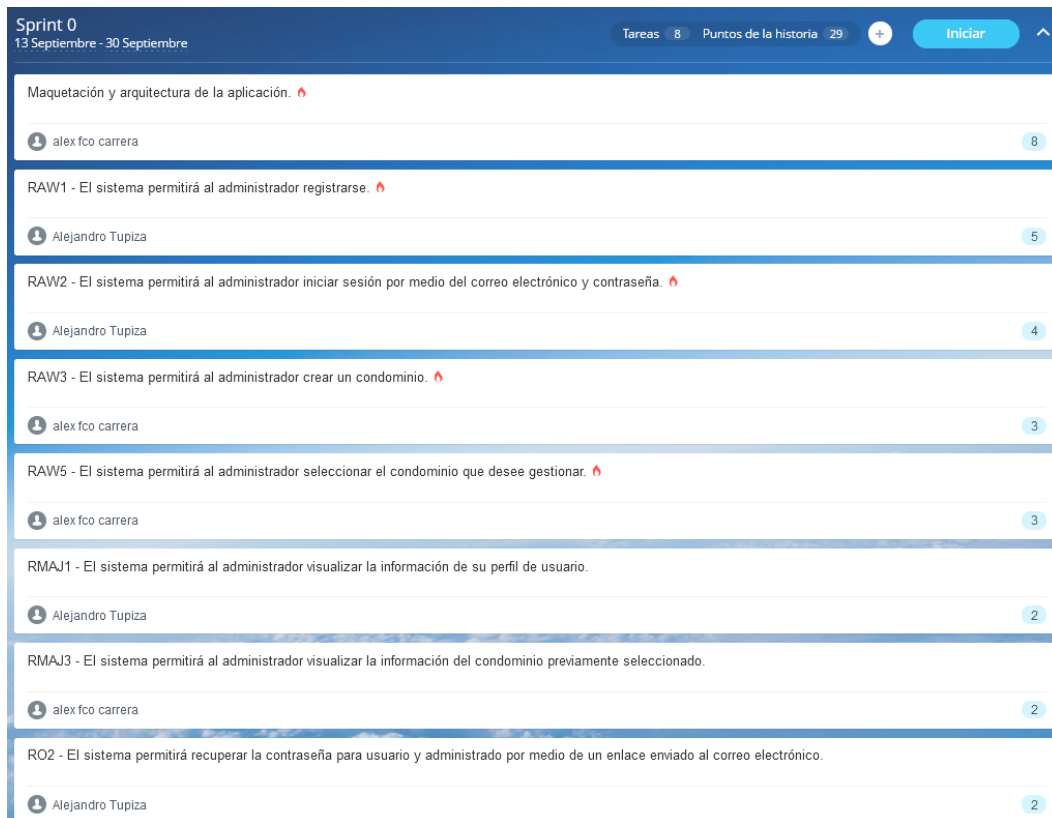 Sprint 0
13 Septiembre - 30 Septiembre
Tareas 8 Puntos de la historia 29 + Iniciar
Maquetación y arquitectura de la aplicación.
alex fco carrera
8
RAW1 - El sistema permitirá al administrador registrarse.
Alejandro Tupiza
5
RAW2 - El sistema permitirá al administrador iniciar sesión por medio del correo electrónico y contraseña.
Alejandro Tupiza
4
RAW3 - El sistema permitirá al administrador crear un condominio.
alex fco carrera
3
RAW5 - El sistema permitirá al administrador seleccionar el condominio que desee gestionar.
alex fco carrera
3
RMAJ1 - El sistema permitirá al administrador visualizar la información de su perfil de usuario.
Alejandro Tupiza
2
RMAJ3 - El sistema permitirá al administrador visualizar la información del condominio previamente seleccionado.
alex fco carrera
2
RO2 - El sistema permitirá recuperar la contraseña para usuario y administrado por medio de un enlace enviado al correo electrónico.
Alejandro Tupiza
2